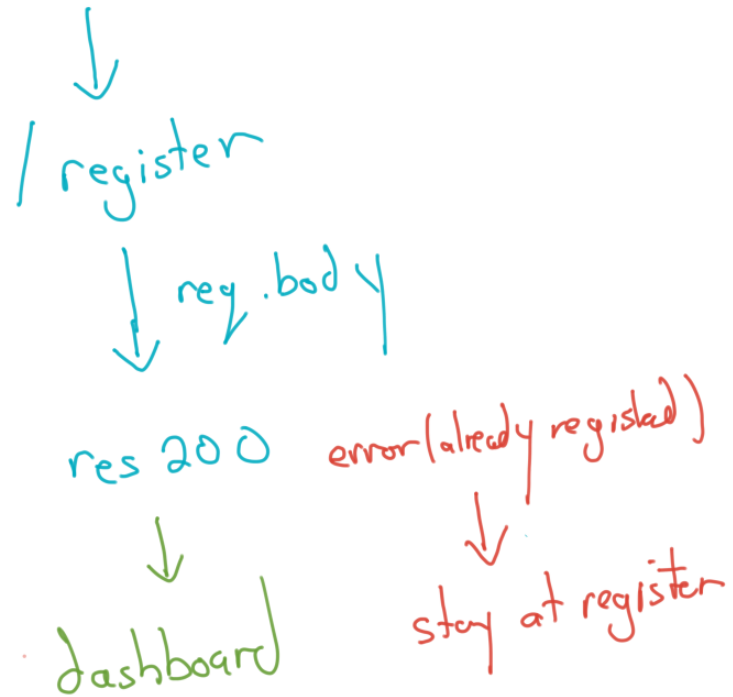 /register
req.body
res 200 error(already registed)
dashboard stay at register